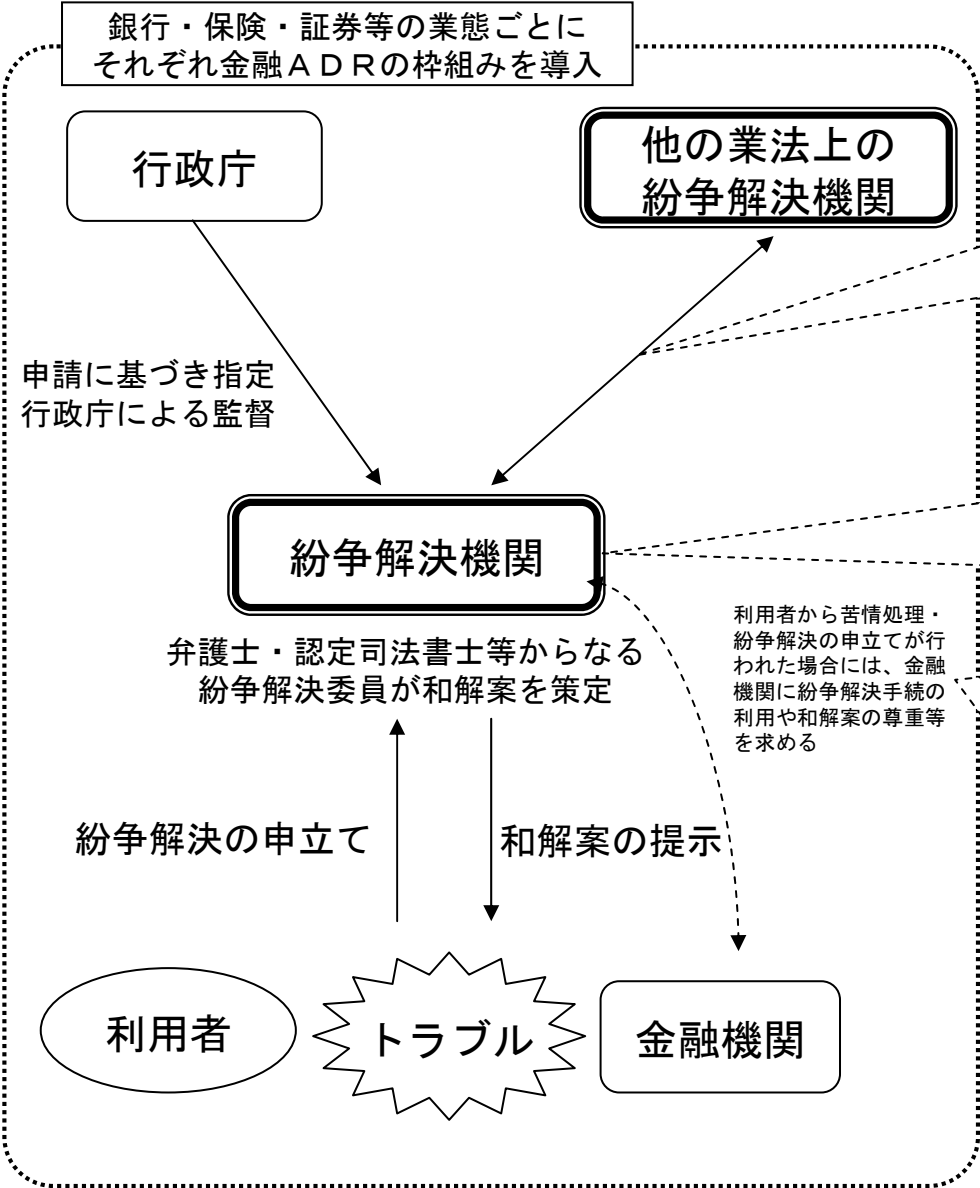 銀行・保険・証券等の業態ごとに
それぞれ金融ＡＤＲの枠組みを導入
行政庁
他の業法上の
紛争解決機関
申請に基づき指定
行政庁による監督
紛争解決機関
弁護士・認定司法書士等からなる
紛争解決委員が和解案を策定
利用者から苦情処理・
紛争解決の申立てが行
われた場合には、金融
機関に紛争解決手続の
利用や和解案の尊重等
を求める
紛争解決の申立て
和解案の提示
利用者
トラブル
金融機関